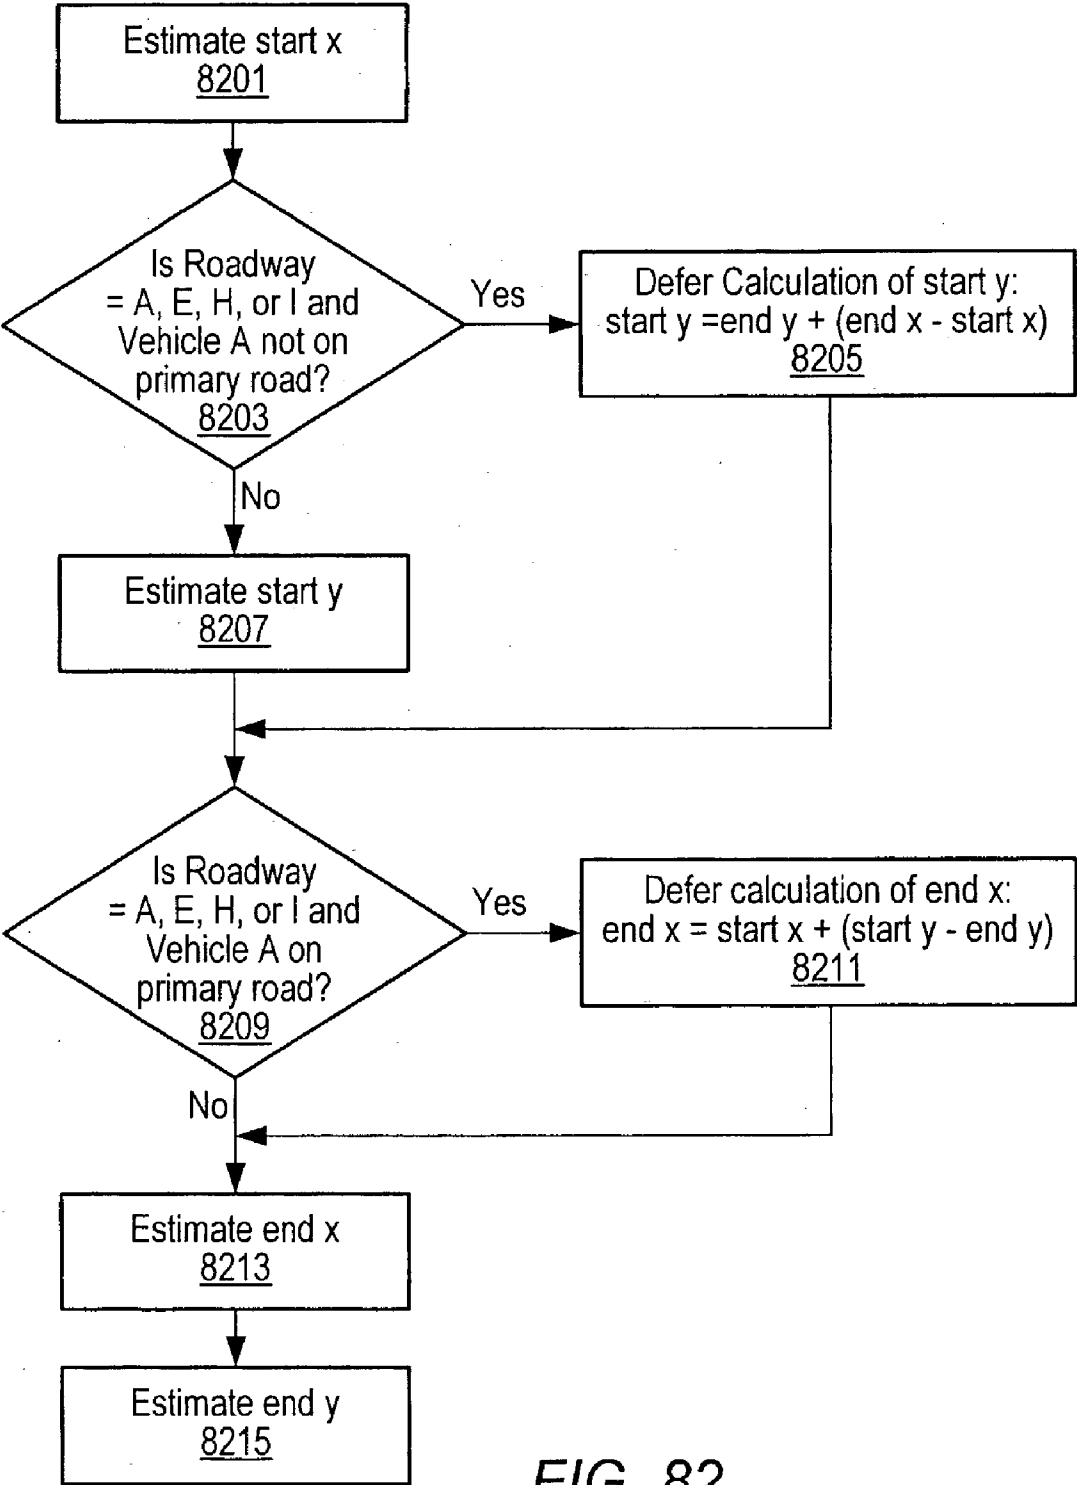 Estimate start x
8201
Is Roadway
= A, E, H, or I and
Vehicle A not on
primary road?
8203
Yes
Defer Calculation of start y:
start y =end y + (end x - start x)
8205
No
Estimate start y
8207
Is Roadway
= A, E, H, or I and
Vehicle A on
primary road?
8209
Yes
Defer calculation of end x:
end x = start x + (start y - end y)
8211
No
Estimate end x
8213
Estimate end y
8215
FIG. 82